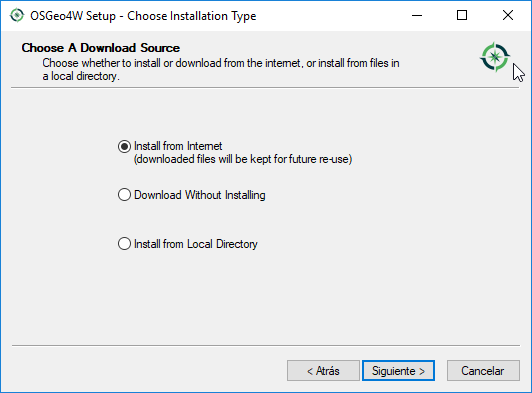 OSGeo4W Setup - Choose Installation Type
Choose A Download Source
Choose whether to install or download from the internet, or install from files in
a local directory.
Install from Internet
(downloaded files will be kept for future re-use)
Download Without Installing
Install from Local Directory
< Atrás
Siguiente >
Cancelar